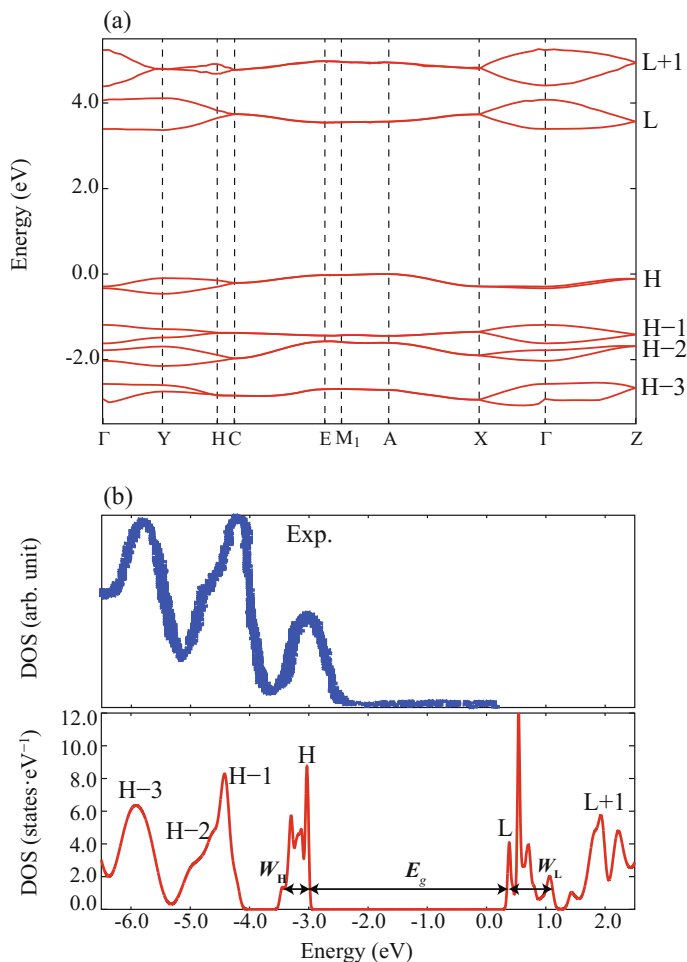 (a)
Energy (eV)
4.0
2.0
0.0
-2.0
L+1
L
H
H−1
H−2
H−3
Γ Y H C E M₁ A X Γ Z
(b)
Exp.
DOS (arb. unit)
DOS (states·eV⁻¹)
12.0
10.0
8.0
6.0
4.0
2.0
0.0
H−3
H−2
H−1
H
W_H
E_g
L
W_L
L+1
-6.0 -5.0 -4.0 -3.0 -2.0 -1.0 0.0 1.0 2.0
Energy (eV)